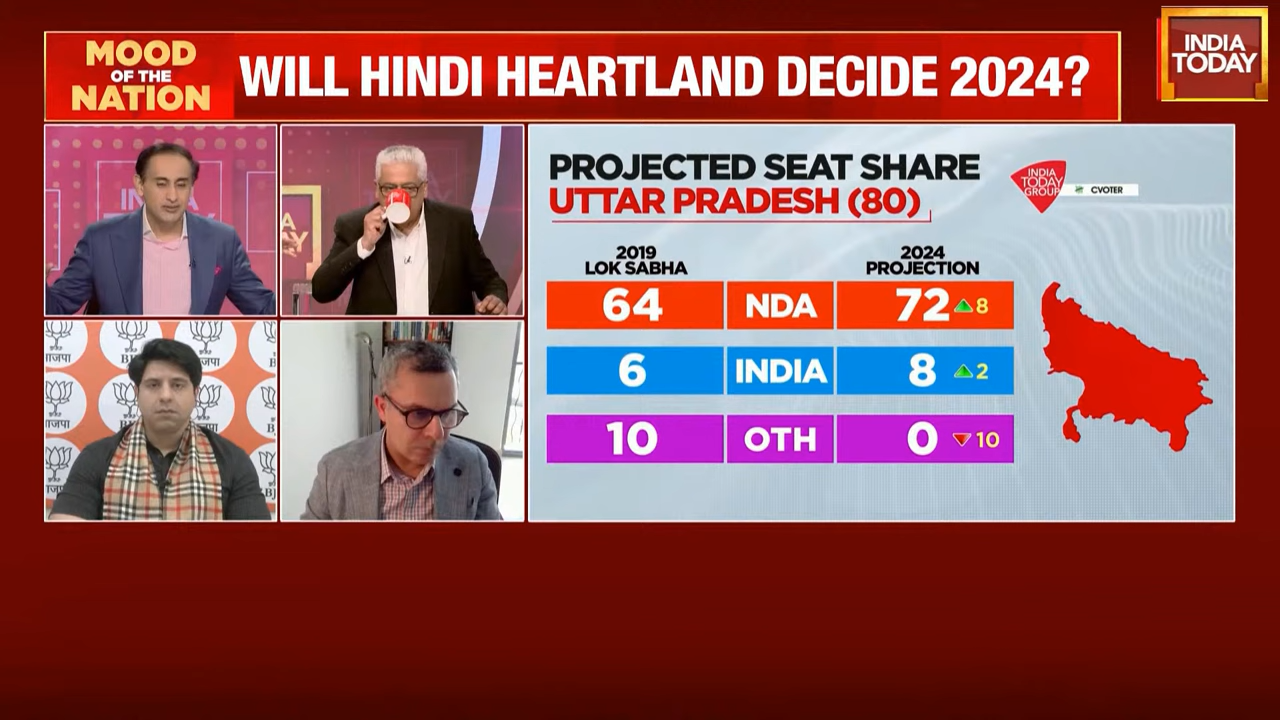 MOOD
OF THE
NATION
WILL HINDI HEARTLAND DECIDE 2024?
INDIA
TODAY
PROJECTED SEAT SHARE
UTTAR PRADESH (80)
INDIA
TODAY
GROUP
CVOTER
2019
LOK SABHA
2024
PROJECTION
64 NDA 72 8
6 INDIA 8 2
10 OTH 0 10